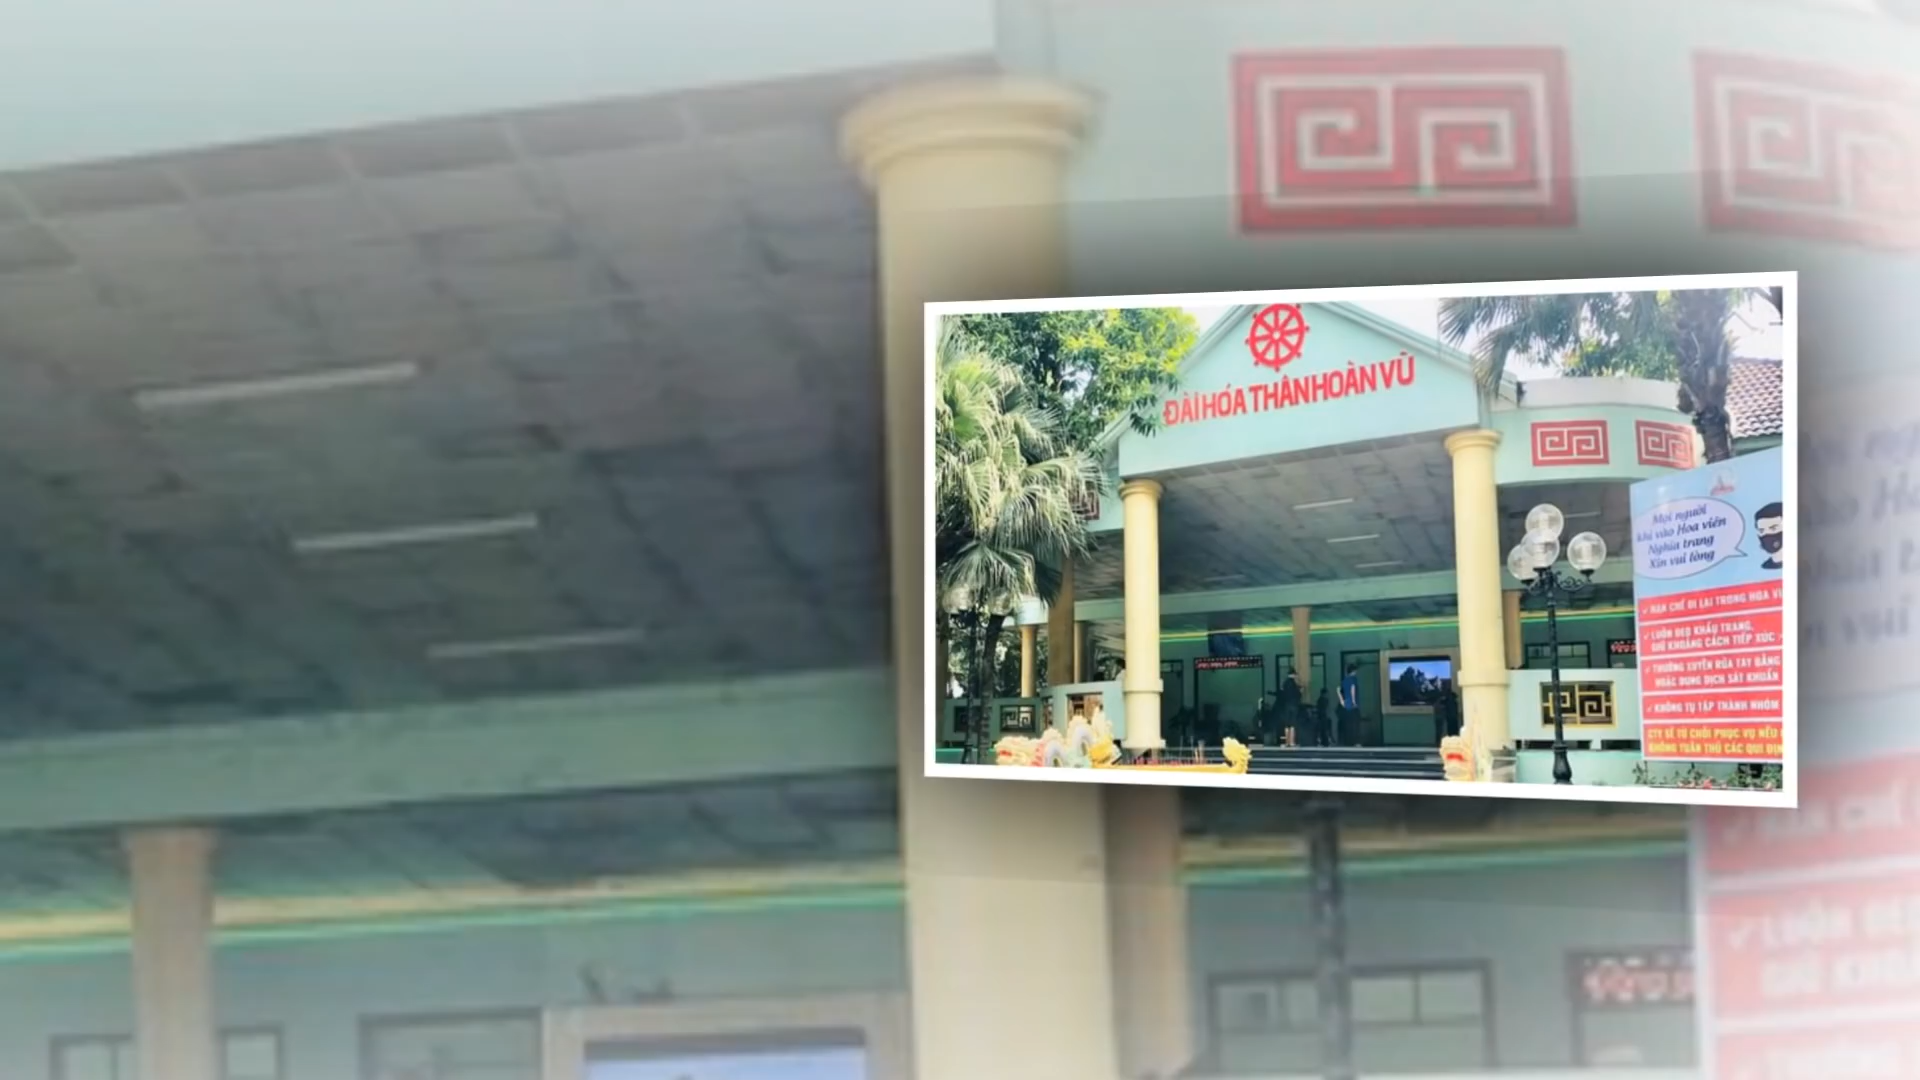 ĐÀI HÓA THÂN HOÀN VŨ
Mọi người
khi vào Hoa viên
Nghĩa trang
Xin vui lòng
✓ HẠN CHẾ ĐI LẠI TRONG HOA VI
✓ LUÔN ĐEO KHẨU TRANG,
GIỮ KHOẢNG CÁCH TIẾP XÚC
✓ THƯỜNG XUYÊN RỬA TAY BẰNG
HOẶC DUNG DỊCH SÁT KHUẨN
✓ KHÔNG TỤ TẬP THÀNH NHÓM
CTY SẼ TỪ CHỐI PHỤC VỤ NẾU
KHÔNG TUÂN THỦ CÁC QUI ĐỊN